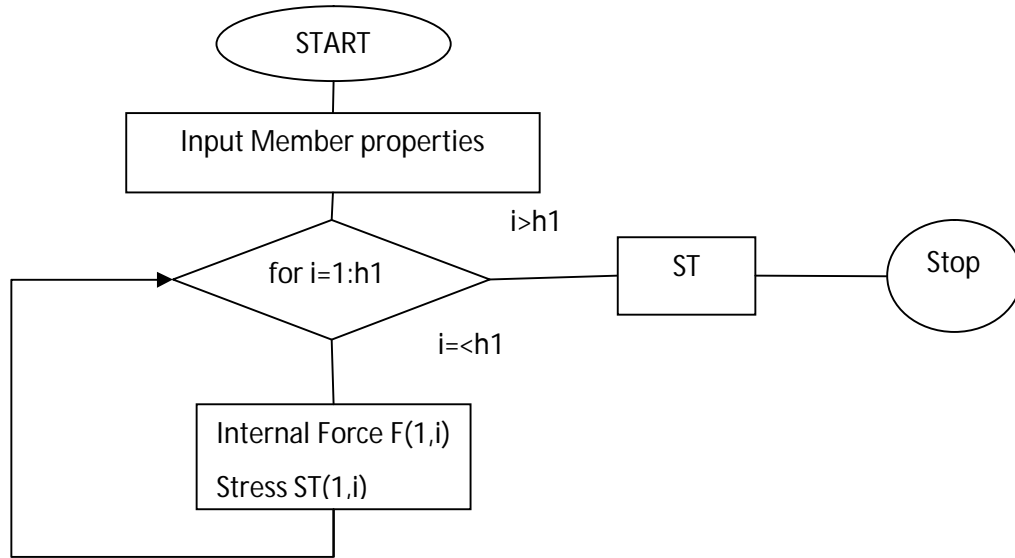 START
Input Member properties
i>h1
for i=1:h1
ST
Stop
i=<h1
Internal Force F(1,i)
Stress ST(1,i)